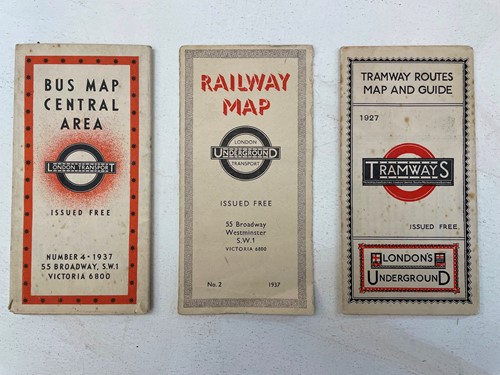 BUS MAP
CENTRAL
AREA
LONDON TRANSPORT
ISSUED FREE
NUMBER 4 · 1937
55 BROADWAY, S.W.1
VICTORIA 6800
RAILWAY
MAP
LONDON
UNDERGROUND
TRANSPORT
ISSUED FREE
55 Broadway
Westminster
S.W.1
VICTORIA 6800
No. 2 1937
TRAMWAY ROUTES
MAP AND GUIDE
1927
TRAMWAYS
ISSUED FREE.
LONDON'S
UNDERGROUND